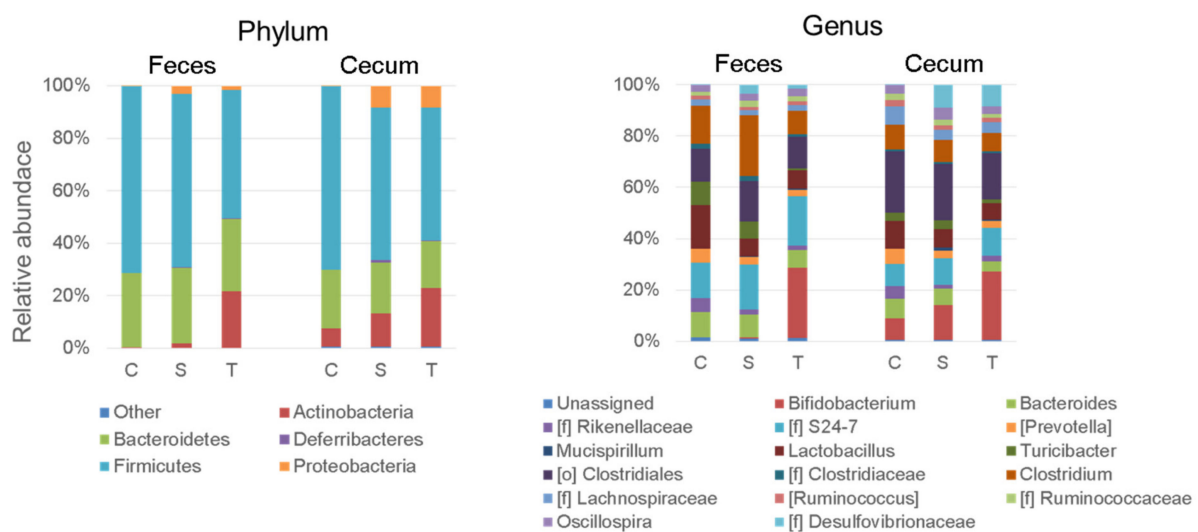 Phylum
Feces Cecum
Relative abundace
100%
80%
60%
40%
20%
0%
C S T C S T
Other Actinobacteria
Bacteroidetes Deferribacteres
Firmicutes Proteobacteria
Genus
Feces Cecum
100%
80%
60%
40%
20%
0%
C S T C S T
Unassigned Bifidobacterium Bacteroides
[f] Rikenellaceae [f] S24-7 [Prevotella]
Mucispirillum Lactobacillus Turicibacter
[o] Clostridiales [f] Clostridiaceae Clostridium
[f] Lachnospiraceae [Ruminococcus] [f] Ruminococcaceae
Oscillospira [f] Desulfovibrionaceae